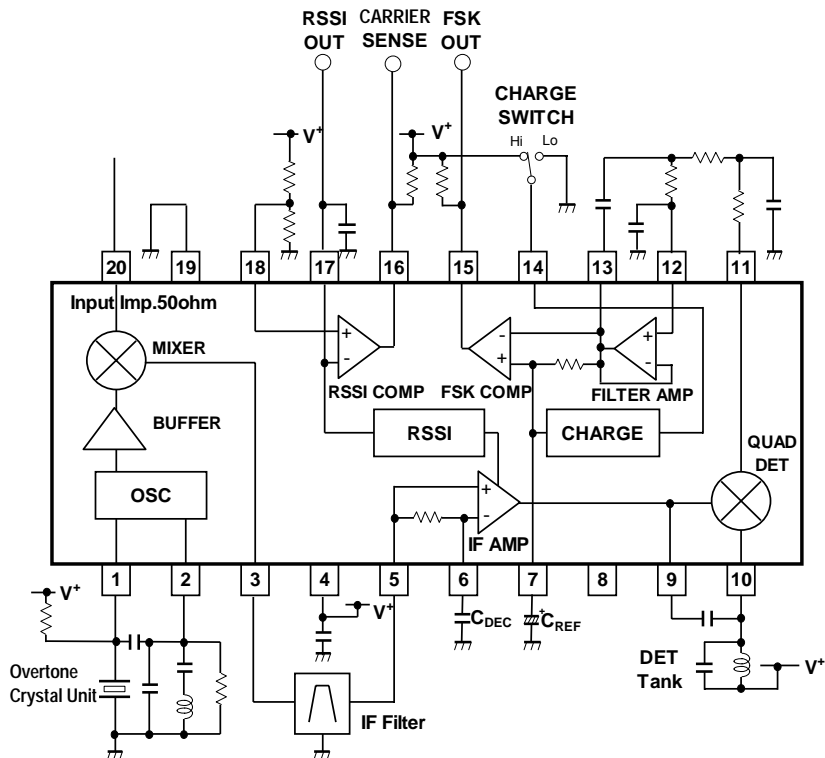 RSSI OUT
CARRIER SENSE
FSK OUT
CHARGE SWITCH
V+
V+
Hi
Lo
20
19
18
17
16
15
14
13
12
11
Input Imp.50ohm
MIXER
+
-
RSSI COMP
-
+
FSK COMP
+
-
FILTER AMP
BUFFER
RSSI
CHARGE
QUAD DET
OSC
+
-
IF AMP
1
2
3
4
5
6
7
8
9
10
V+
V+
CDEC
+
CREF
Overtone Crystal Unit
IF Filter
DET Tank
V+